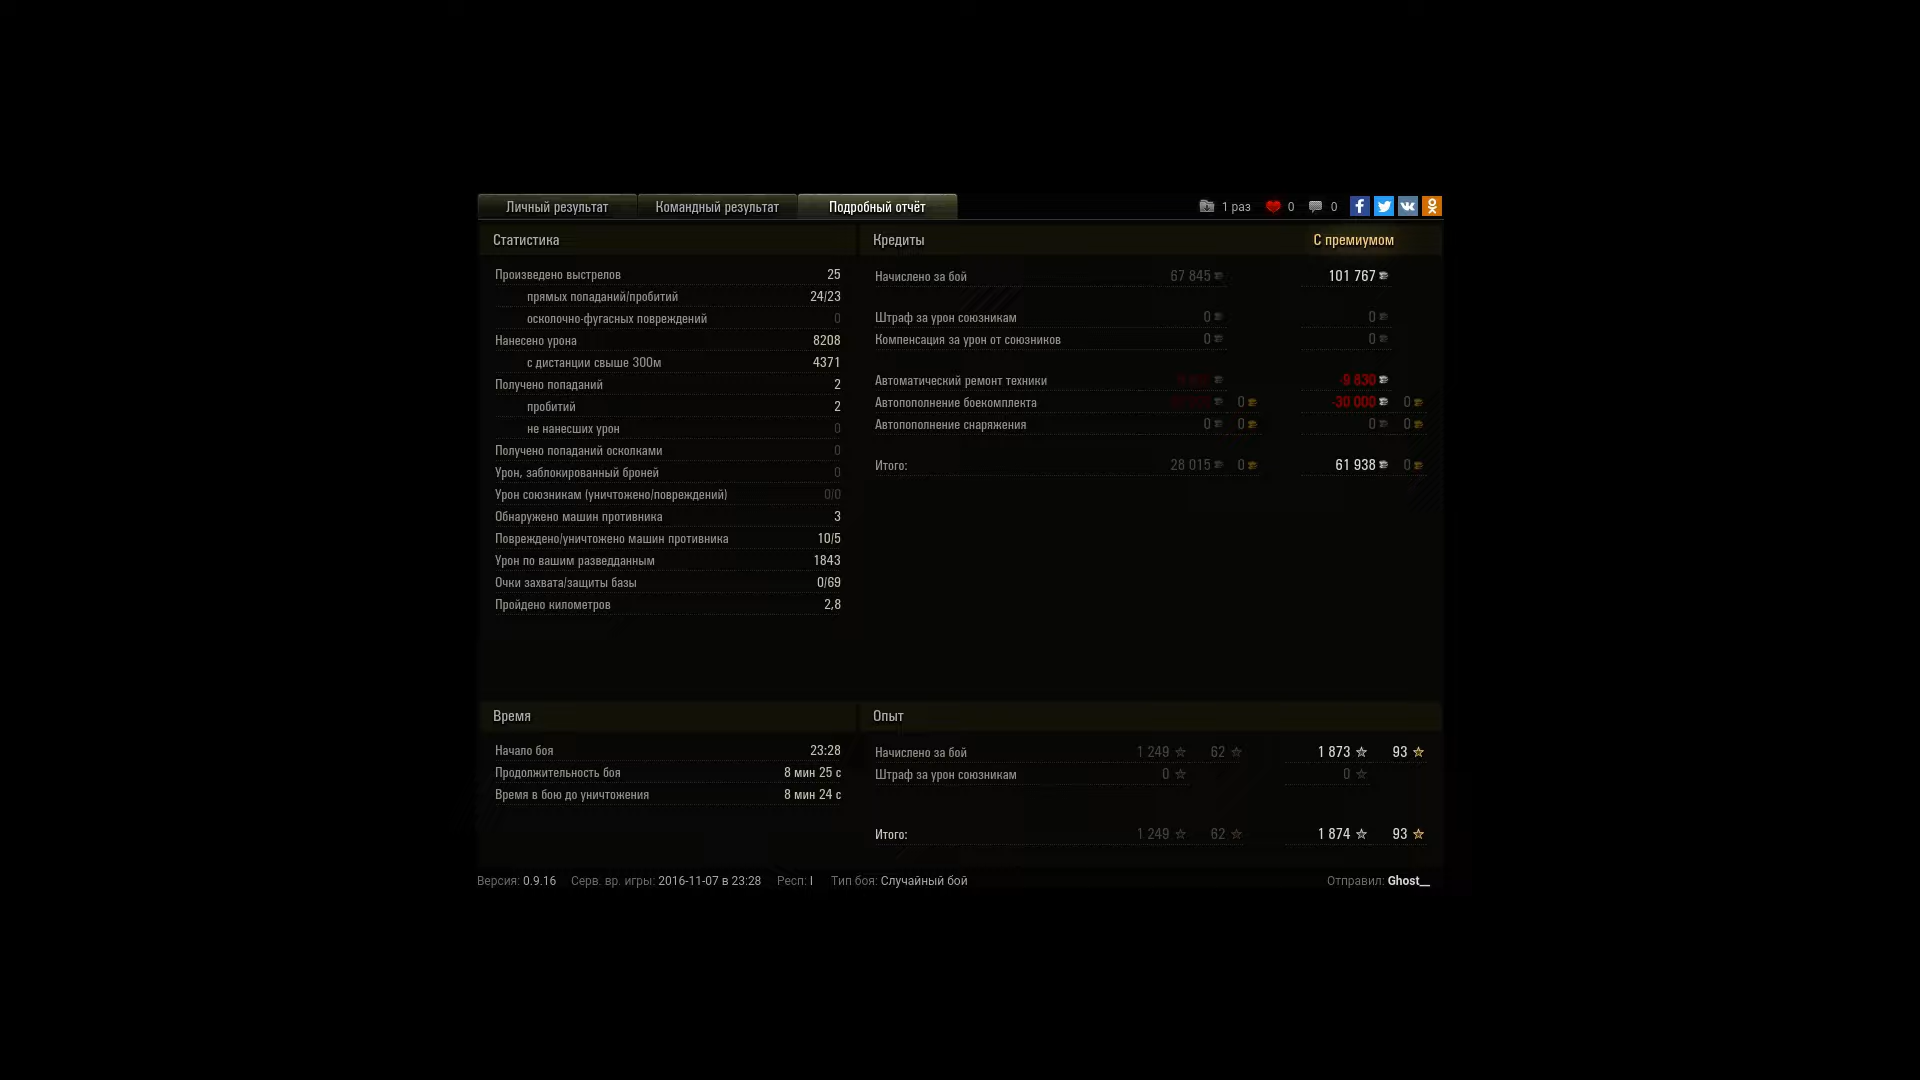 Личный результат Командный результат Подробный отчёт 1 раз 0 0
Статистика
Произведено выстрелов 25
прямых попаданий/пробитий 24/23
осколочно-фугасных повреждений 0
Нанесено урона 8208
с дистанции свыше 300м 4371
Получено попаданий 2
пробитий 2
не нанесших урон 0
Получено попаданий осколками 0
Урон, заблокированный броней 0
Урон союзникам (уничтожено/повреждений) 0/0
Обнаружено машин противника 3
Повреждено/уничтожено машин противника 10/5
Урон по вашим разведданным 1843
Очки захвата/защиты базы 0/69
Пройдено километров 2,8
Кредиты С премиумом
Начислено за бой 67 845 101 767
Штраф за урон союзникам 0 0
Компенсация за урон от союзников 0 0
Автоматический ремонт техники -9 830
Автопополнение боекомплекта 0 -30 000 0
Автопополнение снаряжения 0 0 0 0
Итого: 28 015 0 61 938 0
Время
Начало боя 23:28
Продолжительность боя 8 мин 25 с
Время в бою до уничтожения 8 мин 24 с
Опыт
Начислено за бой 1 249 62 1 873 93
Штраф за урон союзникам 0 0
Итого: 1 249 62 1 874 93
Версия: 0.9.16 Серв. вр. игры: 2016-11-07 в 23:28 Респ: I Тип боя: Случайный бой Отправил: Ghost__